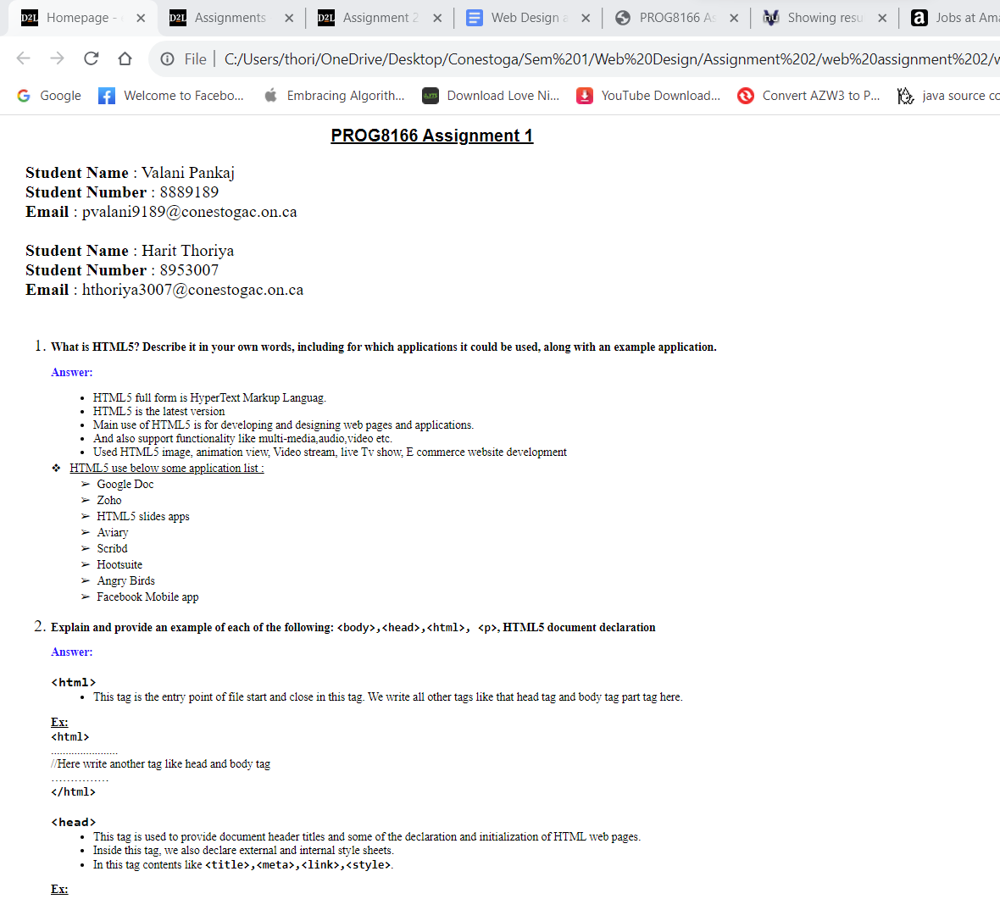 Homepage -
Assignments
Assignment 2
Web Design a
PROG8166 As
Showing resu
Jobs at Ama
File
C:/Users/thori/OneDrive/Desktop/Conestoga/Sem%201/Web%20Design/Assignment%202/web%20assignment%202/w
Google
Welcome to Facebo...
Embracing Algorith...
Download Love Ni...
YouTube Download...
Convert AZW3 to P...
java source co
PROG8166 Assignment 1
Student Name : Valani Pankaj
Student Number : 8889189
Email : pvalani9189@conestogac.on.ca
Student Name : Harit Thoriya
Student Number : 8953007
Email : hthoriya3007@conestogac.on.ca
1. What is HTML5? Describe it in your own words, including for which applications it could be used, along with an example application.
Answer:
• HTML5 full form is HyperText Markup Languag.
• HTML5 is the latest version
• Main use of HTML5 is for developing and designing web pages and applications.
• And also support functionality like multi-media,audio,video etc.
• Used HTML5 image, animation view, Video stream, live Tv show, E commerce website development
❖ HTML5 use below some application list :
➢ Google Doc
➢ Zoho
➢ HTML5 slides apps
➢ Aviary
➢ Scribd
➢ Hootsuite
➢ Angry Birds
➢ Facebook Mobile app
2. Explain and provide an example of each of the following: <body>,<head>,<html>, <p>, HTML5 document declaration
Answer:
<html>
• This tag is the entry point of file start and close in this tag. We write all other tags like that head tag and body tag part tag here.
Ex:
<html>
.......................
//Here write another tag like head and body tag
……………
</html>
<head>
• This tag is used to provide document header titles and some of the declaration and initialization of HTML web pages.
• Inside this tag, we also declare external and internal style sheets.
• In this tag contents like <title>,<meta>,<link>,<style>.
Ex: